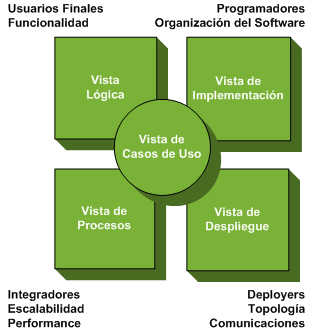 Usuarios Finales
Funcionalidad
Programadores
Organización del Software
Vista
Lógica
Vista de
Implementación
Vista de
Casos de Uso
Vista de
Procesos
Vista de
Despliegue
Integradores
Escalabilidad
Performance
Deployers
Topología
Comunicaciones